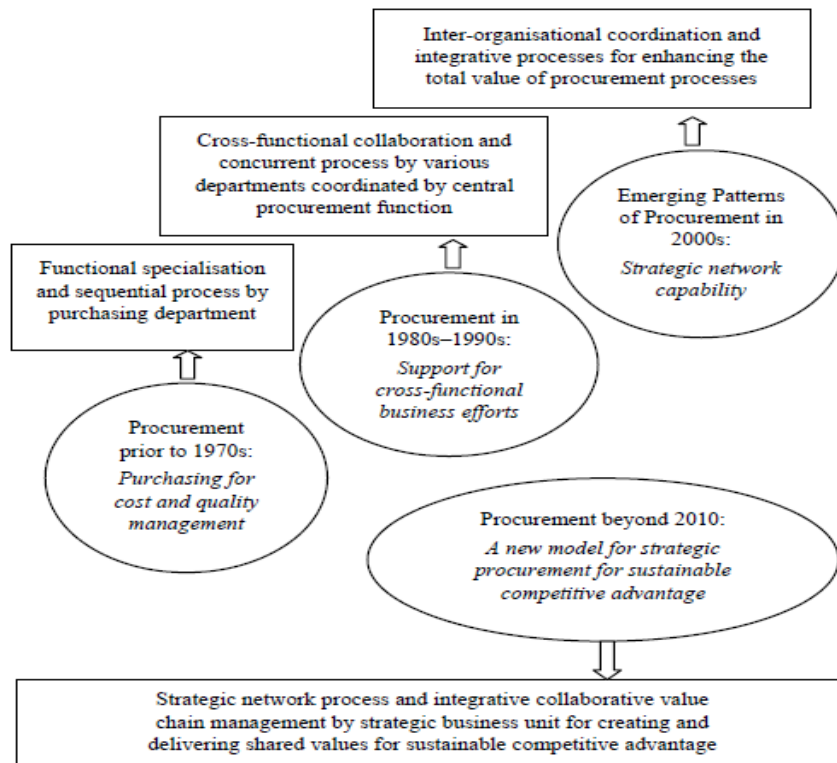 Inter-organisational coordination and
integrative processes for enhancing the
total value of procurement processes
Cross-functional collaboration and
concurrent process by various
departments coordinated by central
procurement function
Emerging Patterns
of Procurement in
2000s:
Strategic network
capability
Functional specialisation
and sequential process by
purchasing department
Procurement in
1980s–1990s:
Support for
cross-functional
business efforts
Procurement
prior to 1970s:
Purchasing for
cost and quality
management
Procurement beyond 2010:
A new model for strategic
procurement for sustainable
competitive advantage
Strategic network process and integrative collaborative value
chain management by strategic business unit for creating and
delivering shared values for sustainable competitive advantage